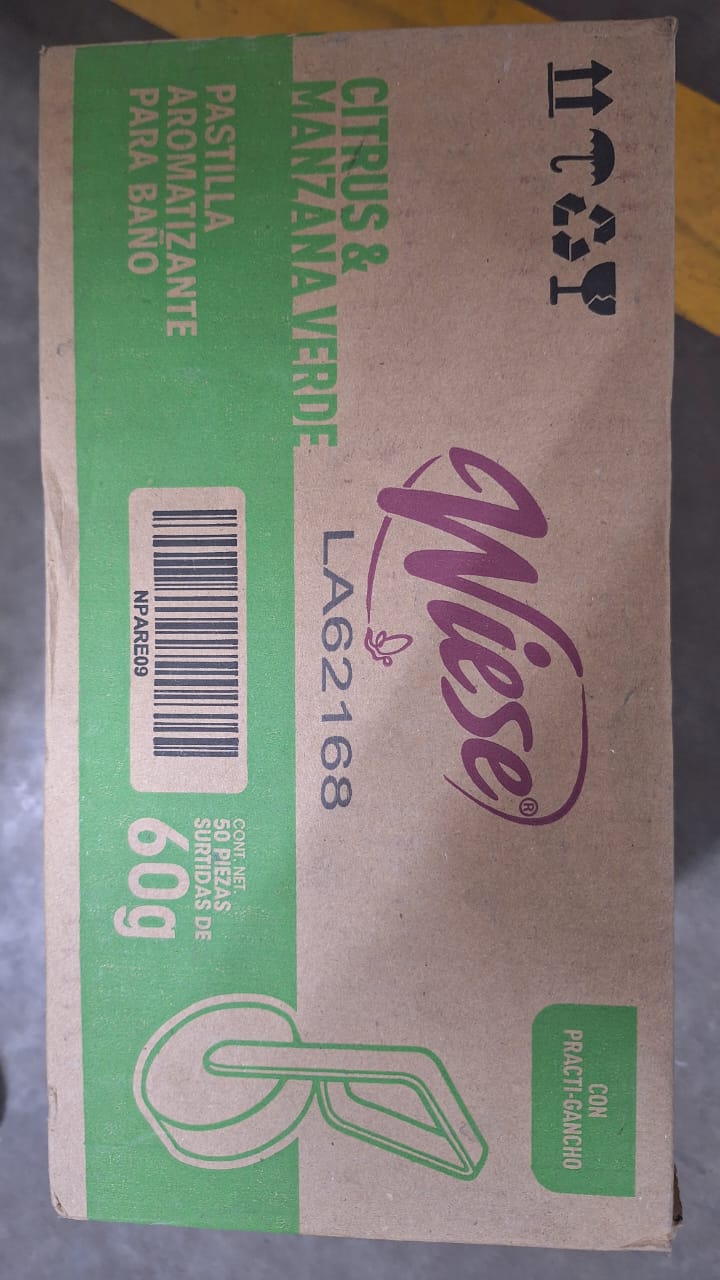 Wiese®
CON
PRACTI-GANCHO
CITRUS &
MANZANA VERDE
LA62168
PASTILLA
AROMATIZANTE
PARA BAÑO
NPARE09
CONT. NET.
50 PIEZAS
SURTIDAS DE
60g